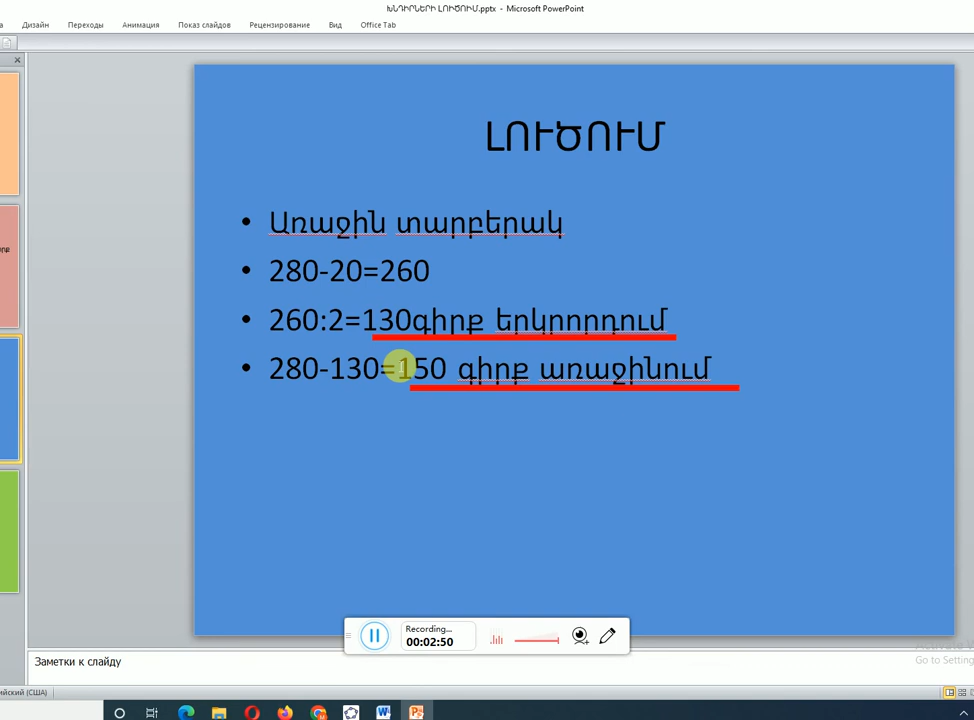 ԽՆԴԻՐՆԵՐԻ ԼՈՒԾՈՒՄ.pptx - Microsoft PowerPoint
Дизайн Переходы Анимация Показ слайдов Рецензирование Вид Office Tab
ԼՈՒԾՈՒՄ
• Առաջին տարբերակ
• 280-20=260
• 260:2=130գիրք երկրորդում
• 280-130=150 գիրք առաջինում
Recording...
00:02:50
Заметки к слайду
Go to Setting
ийский (США)